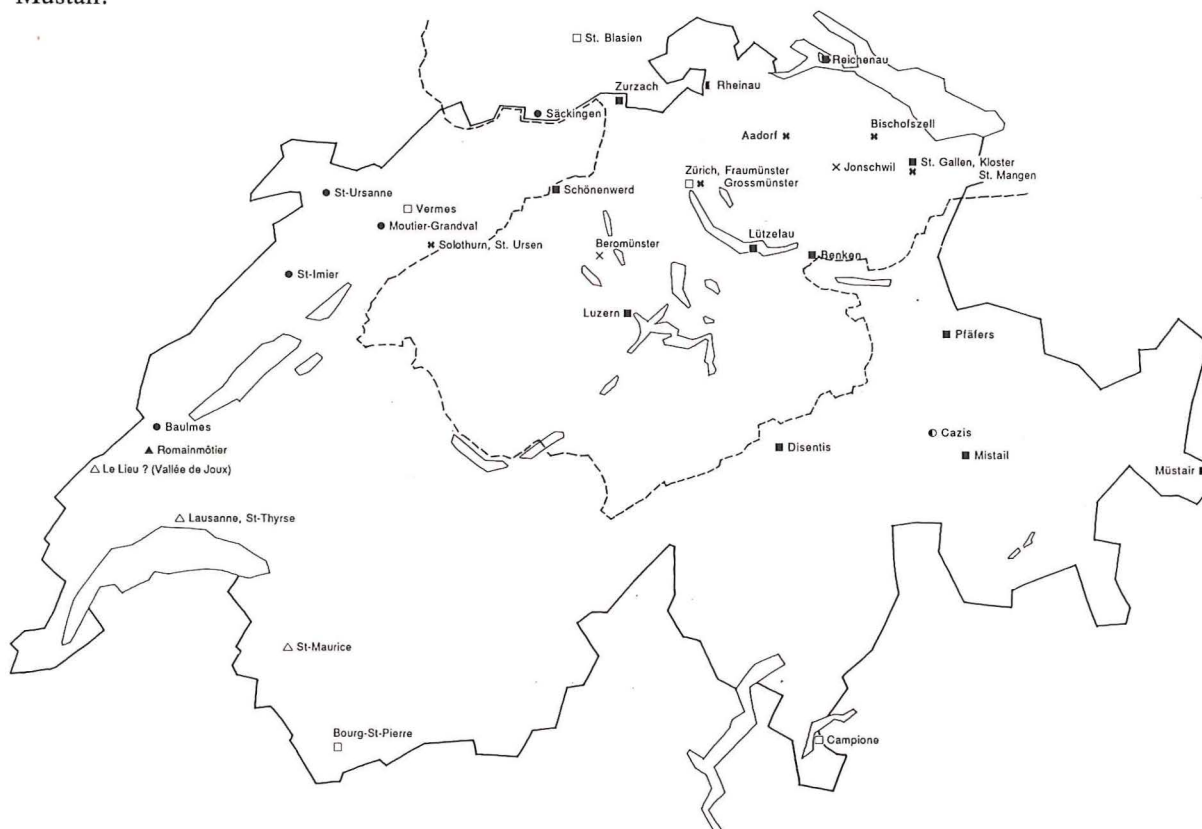 Müstair.
St. Blasien
Reichenau
Zurzach
Rheinau
Säckingen
Bischofszell
Aadorf
St. Gallen, Kloster
Jonschwil
St. Mangen
Zürich, Fraumünster
Grossmünster
Schönenwerd
St-Ursanne
Vermes
Moutier-Grandval
Solothurn, St. Ursen
Beromünster
Lützelau
Benken
St-Imier
Luzern
Pfäfers
Baulmes
Cazis
Romainmôtier
Disentis
Mistail
Le Lieu ? (Vallée de Joux)
Müstair
Lausanne, St-Thyrse
St-Maurice
Bourg-St-Pierre
Campione